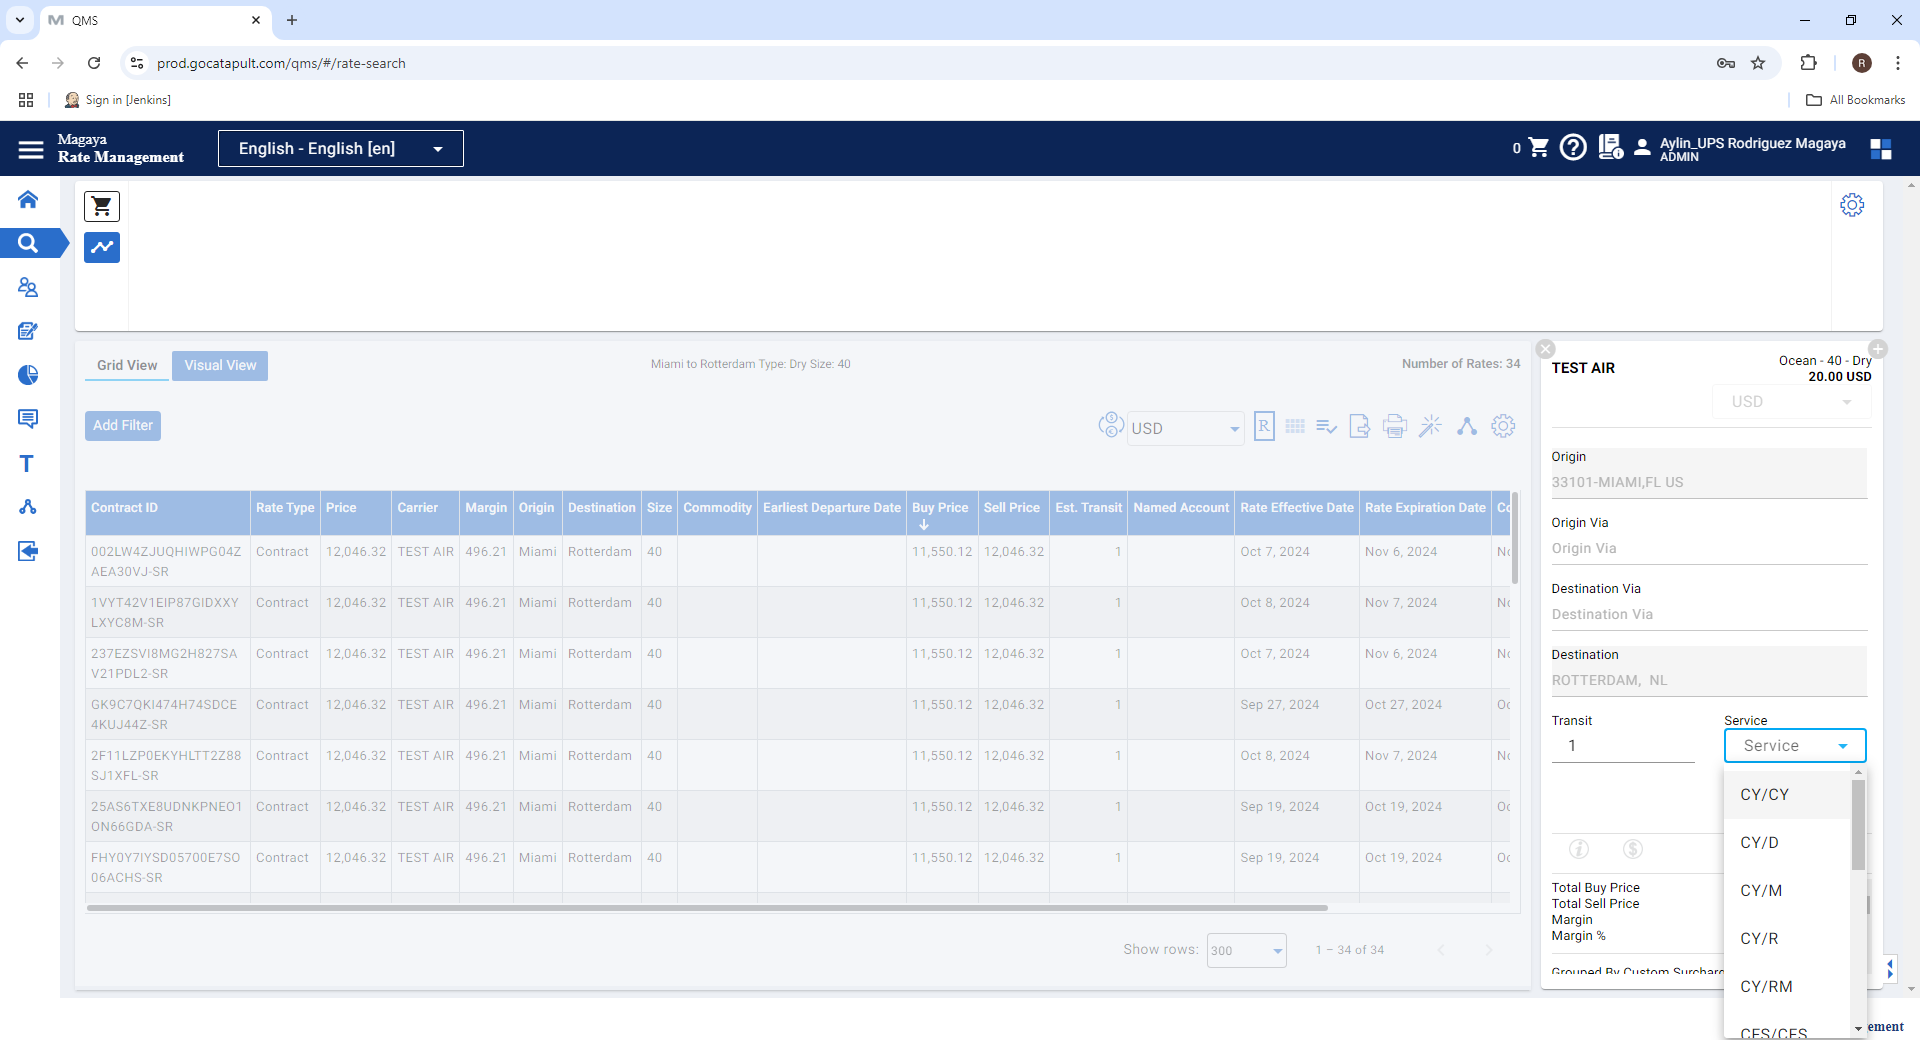 QMS
prod.gocatapult.com/qms/#/rate-search
R
Sign in [Jenkins]
All Bookmarks
Magaya
Rate Management
English - English [en]
0
Aylin_UPS Rodriguez Magaya
ADMIN
Grid View
Visual View
Miami to Rotterdam Type: Dry Size: 40
Number of Rates: 34
Add Filter
USD
R
Contract ID Rate Type Price Carrier Margin Origin Destination Size Commodity Earliest Departure Date Buy Price Sell Price Est. Transit Named Account Rate Effective Date Rate Expiration Date Co
002LW4ZJUQHIWPG04Z Contract 12,046.32 TEST AIR 496.21 Miami Rotterdam 40 11,550.12 12,046.32 1 Oct 7, 2024 Nov 6, 2024 No
AEA30VJ-SR
1VYT42V1EIP87GIDXXY Contract 12,046.32 TEST AIR 496.21 Miami Rotterdam 40 11,550.12 12,046.32 1 Oct 8, 2024 Nov 7, 2024 No
LXYC8M-SR
237EZSVI8MG2H827SA Contract 12,046.32 TEST AIR 496.21 Miami Rotterdam 40 11,550.12 12,046.32 1 Oct 7, 2024 Nov 6, 2024 No
V21PDL2-SR
GK9C7QKI474H74SDCE Contract 12,046.32 TEST AIR 496.21 Miami Rotterdam 40 11,550.12 12,046.32 1 Sep 27, 2024 Oct 27, 2024 Oc
4KUJ44Z-SR
2F11LZP0EKYHLTT2Z88 Contract 12,046.32 TEST AIR 496.21 Miami Rotterdam 40 11,550.12 12,046.32 1 Oct 8, 2024 Nov 7, 2024 No
SJ1XFL-SR
25AS6TXE8UDNKPNEO1 Contract 12,046.32 TEST AIR 496.21 Miami Rotterdam 40 11,550.12 12,046.32 1 Sep 19, 2024 Oct 19, 2024 Oc
ON66GDA-SR
FHY0Y7IYSD05700E7SO Contract 12,046.32 TEST AIR 496.21 Miami Rotterdam 40 11,550.12 12,046.32 1 Sep 19, 2024 Oct 19, 2024 Oc
06ACHS-SR
Show rows: 300 1 – 34 of 34
TEST AIR
Ocean - 40 - Dry
20.00 USD
USD
Origin
33101-MIAMI,FL US
Origin Via
Origin Via
Destination Via
Destination Via
Destination
ROTTERDAM, NL
Transit Service
1 Service
CY/CY
CY/D
CY/M
CY/R
CY/RM
CFS/CFS
Total Buy Price
Total Sell Price
Margin
Margin %
Grouped By Custom Surcharg
ement